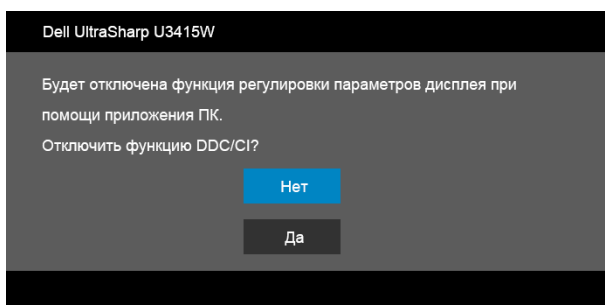 Dell UltraSharp U3415W
Будет отключена функция регулировки параметров дисплея при
помощи приложения ПК.
Отключить функцию DDC/CI?
Нет
Да